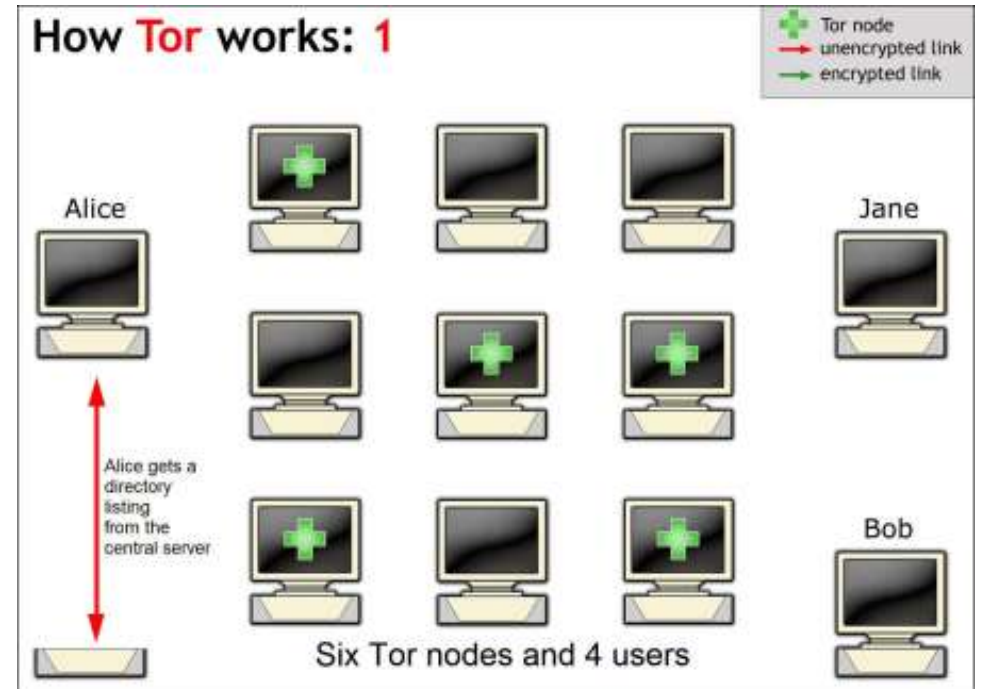 How Tor works: 1
Tor node
unencrypted link
encrypted link
Alice
Jane
Alice gets a
directory
listing
from the
central server
Bob
Six Tor nodes and 4 users